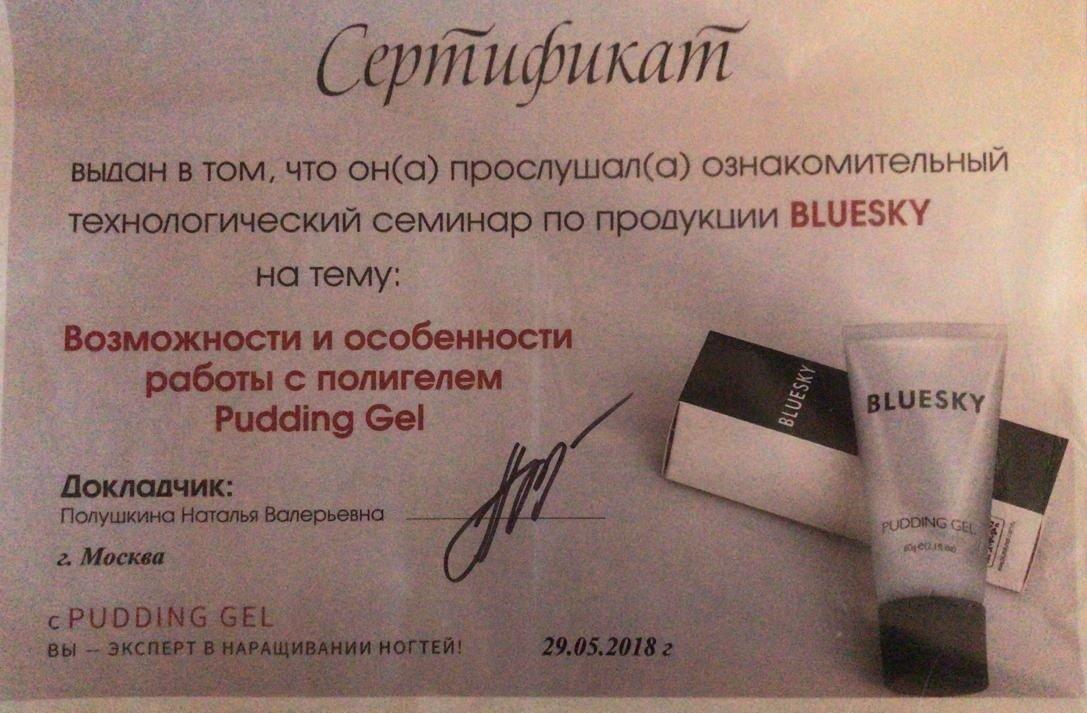 Сертификат
выдан в том, что он(а) прослушал(а) ознакомительный
технологический семинар по продукции BLUESKY
на тему:
Возможности и особенности
работы с полигелем
Pudding Gel
BLUESKY
BLUESKY
PUDDING GEL
Докладчик:
Полушкина Наталья Валерьевна
г. Москва
с PUDDING GEL
ВЫ — ЭКСПЕРТ В НАРАЩИВАНИИ НОГТЕЙ!
29.05.2018 г